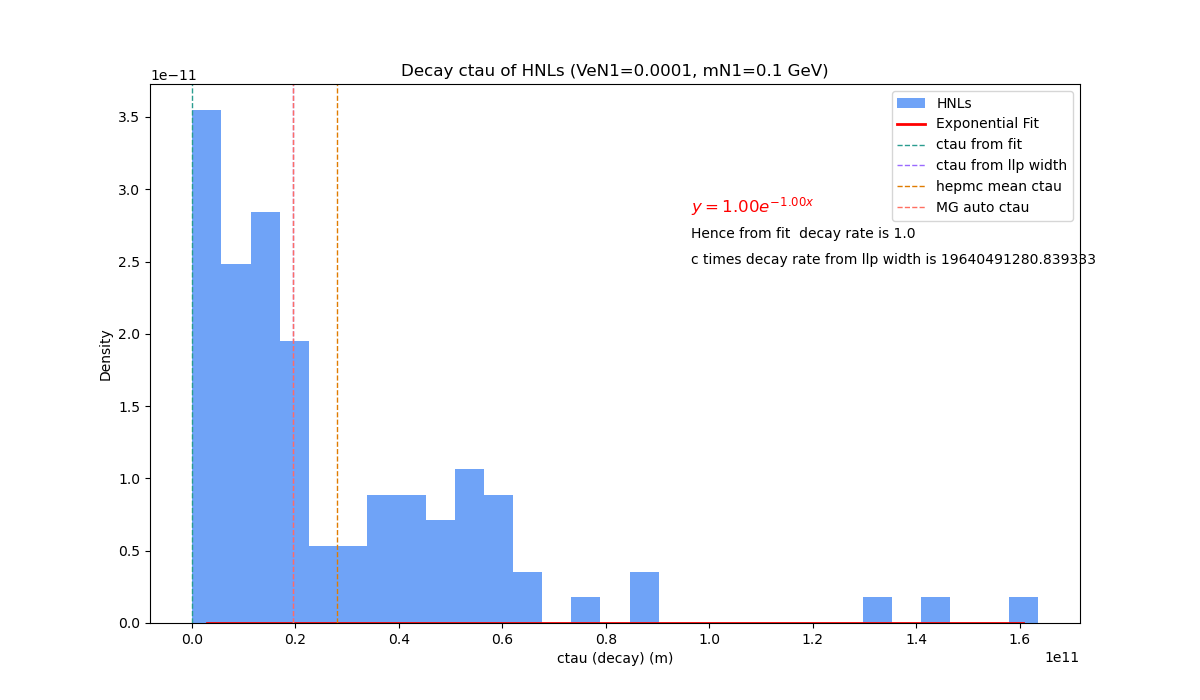 Decay ctau of HNLs (VeN1=0.0001, mN1=0.1 GeV)
1e−11
3.5
3.0
2.5
2.0
1.5
1.0
0.5
0.0
Density
HNLs
Exponential Fit
ctau from fit
ctau from llp width
hepmc mean ctau
MG auto ctau
y = 1.00e^{−1.00x}
Hence from fit  decay rate is 1.0
c times decay rate from llp width is 19640491280.839333
0.0 0.2 0.4 0.6 0.8 1.0 1.2 1.4 1.6
1e11
ctau (decay) (m)